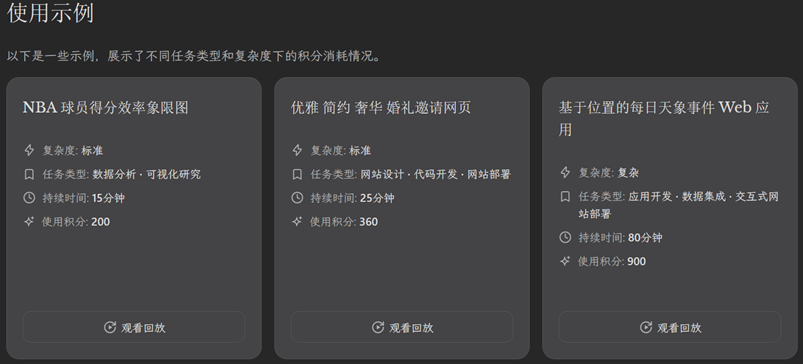 使用示例
以下是一些示例，展示了不同任务类型和复杂度下的积分消耗情况。
NBA 球员得分效率象限图
复杂度: 标准
任务类型: 数据分析 · 可视化研究
持续时间: 15分钟
使用积分: 200
观看回放
优雅 简约 奢华 婚礼邀请网页
复杂度: 标准
任务类型: 网站设计 · 代码开发 · 网站部署
持续时间: 25分钟
使用积分: 360
观看回放
基于位置的每日天象事件 Web 应
用
复杂度: 复杂
任务类型: 应用开发 · 数据集成 · 交互式网
站部署
持续时间: 80分钟
使用积分: 900
观看回放